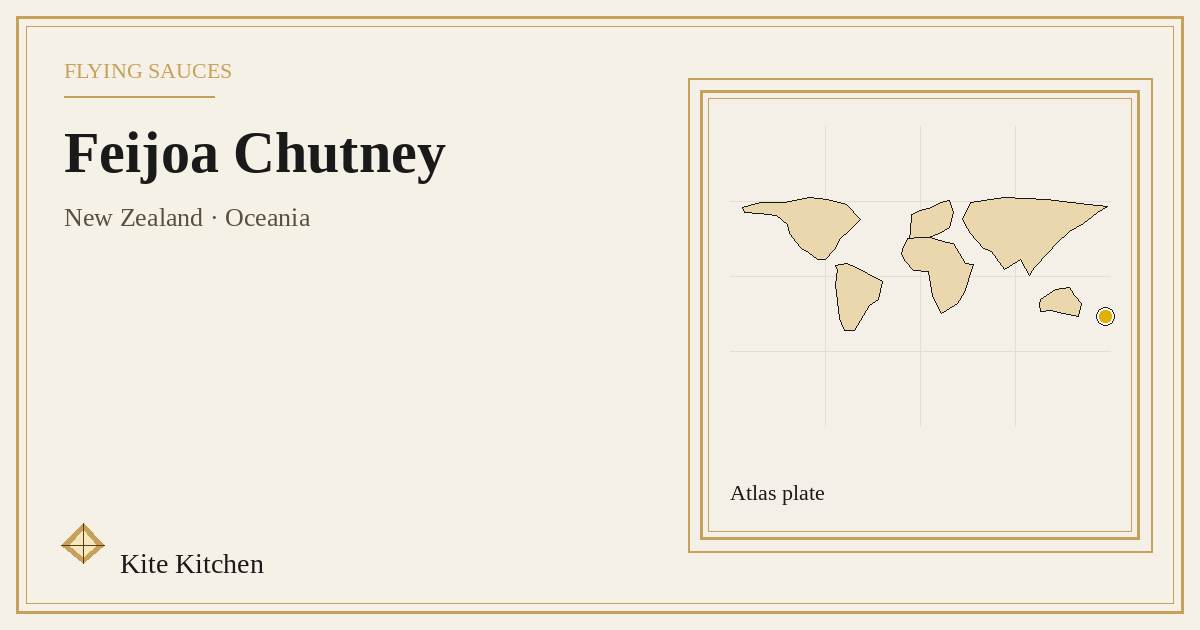 FLYING SAUCES
Feijoa Chutney
New Zealand · Oceania
Atlas plate
Kite Kitchen